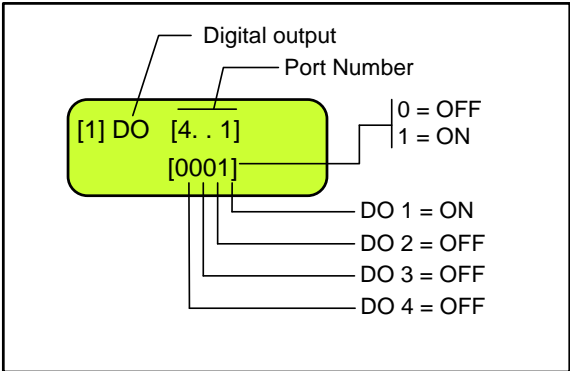 Digital output
Port Number
0 = OFF
1 = ON
[1] DO [4. . 1]
[0001]
DO 1 = ON
DO 2 = OFF
DO 3 = OFF
DO 4 = OFF